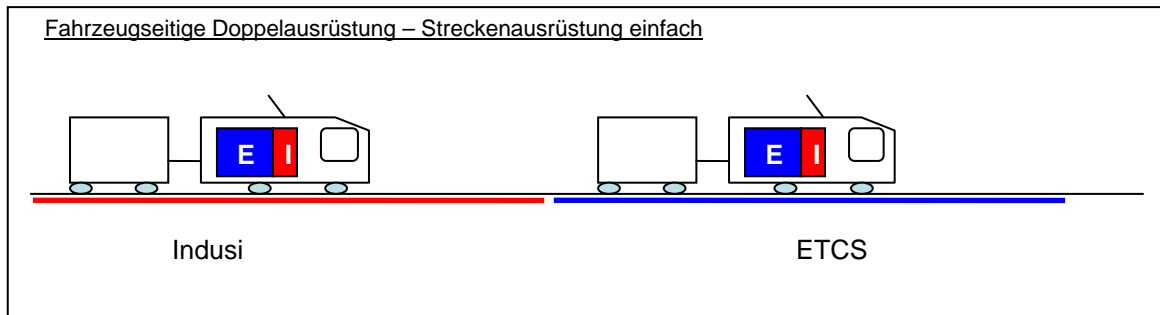 Fahrzeugseitige Doppelausrüstung – Streckenausrüstung einfach
E I E I
Indusi ETCS